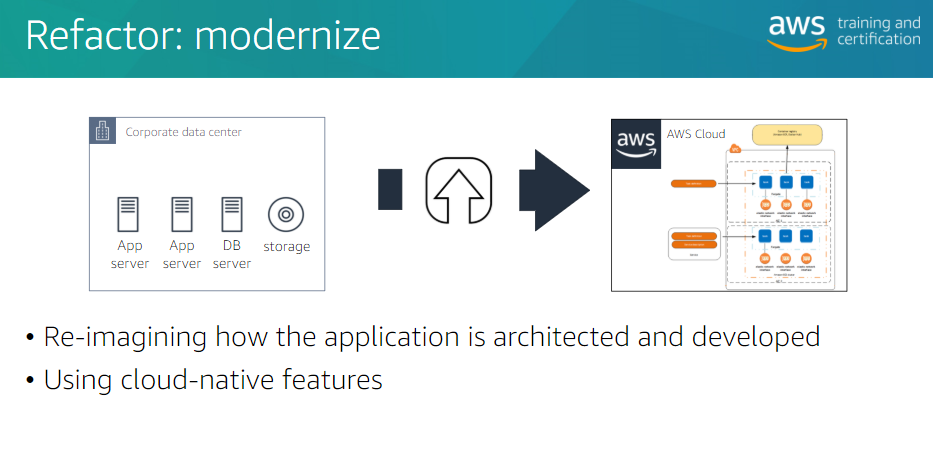 Refactor: modernize
aws
training and
certification
Corporate data center
App
server
App
server
DB
server
storage
aws
AWS Cloud
• Re-imagining how the application is architected and developed
• Using cloud-native features